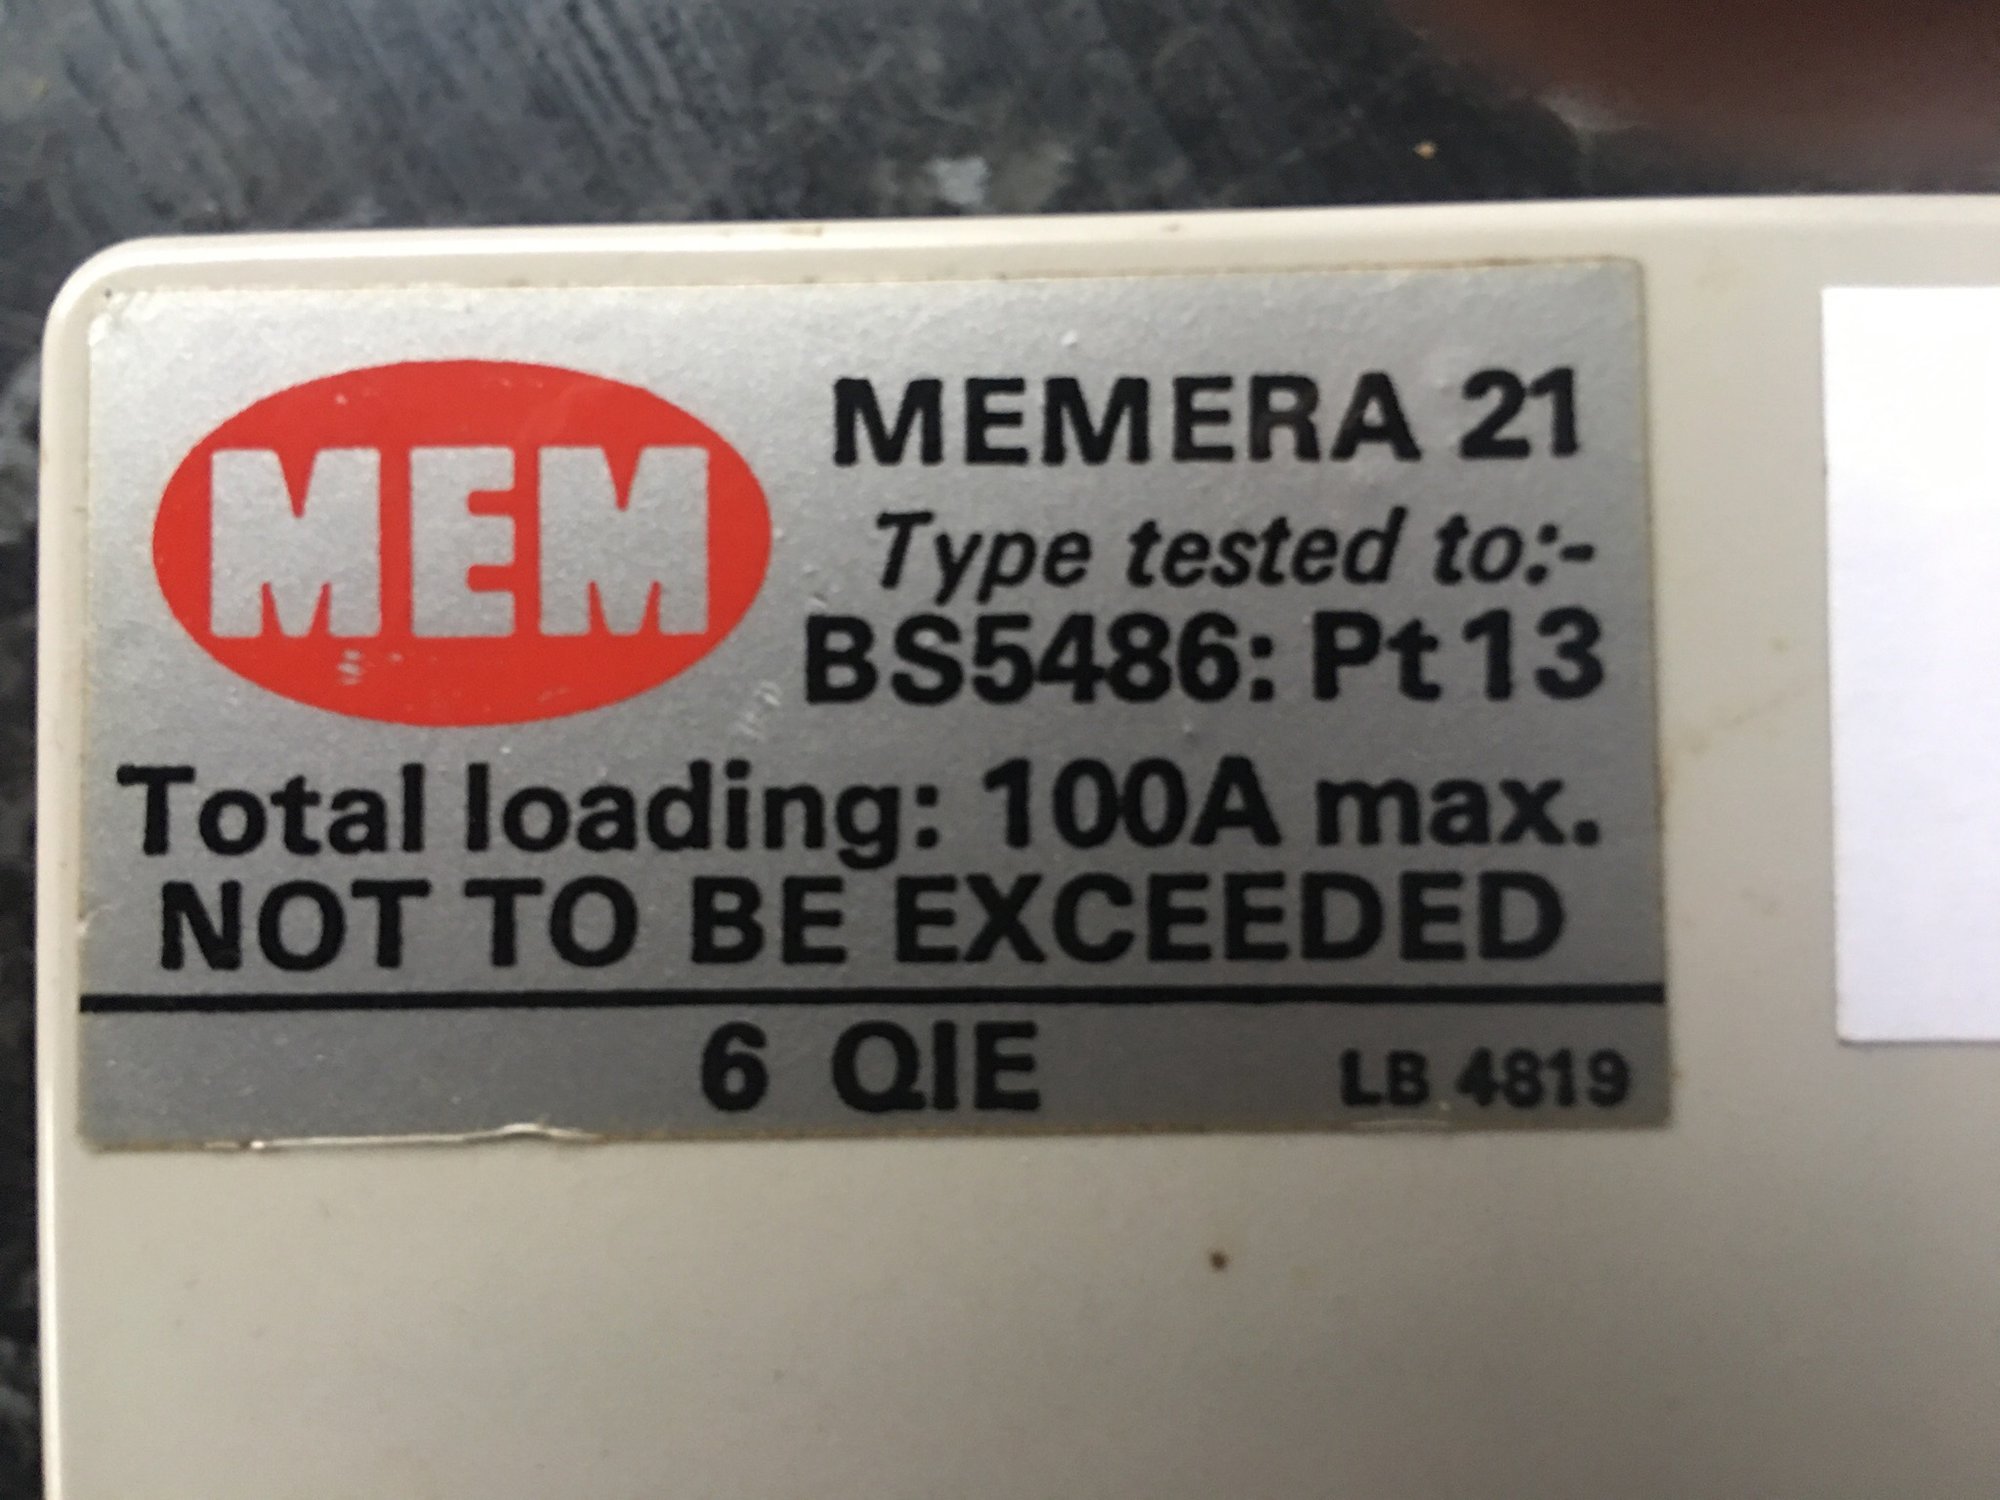 MEM
MEMERA 21
Type tested to:-
BS5486: Pt 13
Total loading: 100A max.
NOT TO BE EXCEEDED
6 QIE
LB 4819